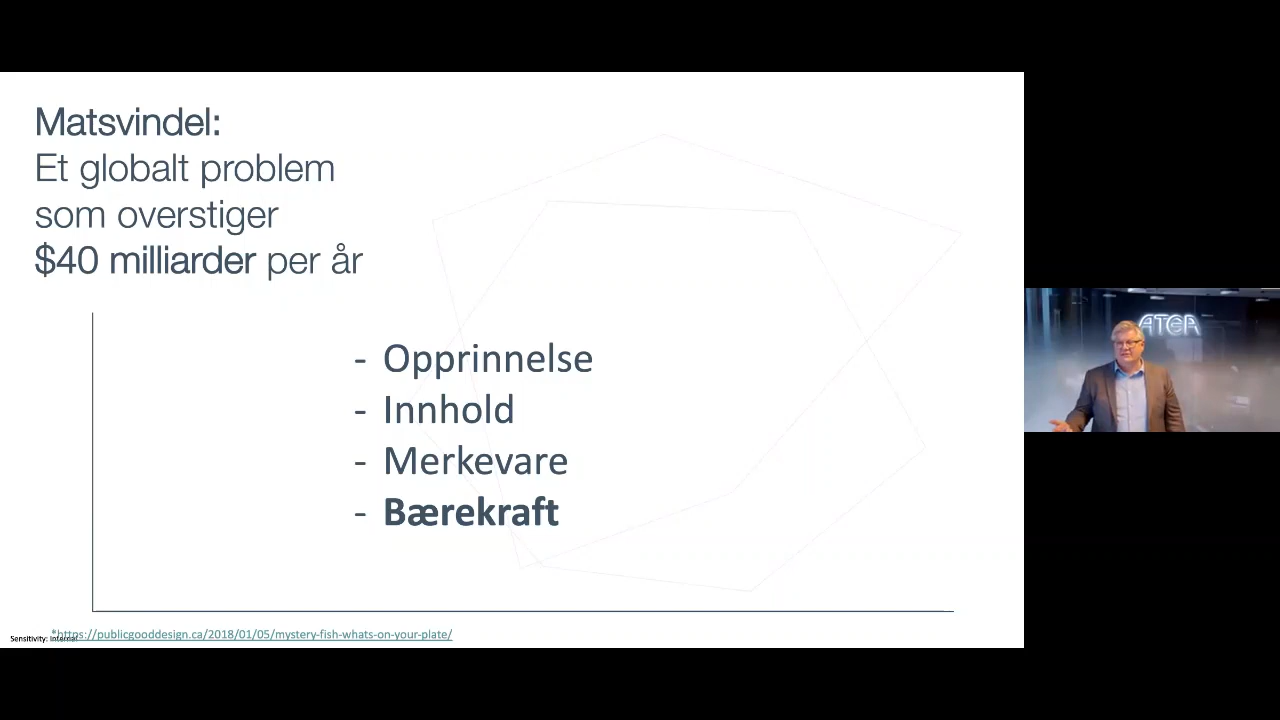 Matsvindel:
Et globalt problem
som overstiger
$40 milliarder per år
- Opprinnelse
- Innhold
- Merkevare
- Bærekraft
ATEA
*https://publicgooddesign.ca/2018/01/05/mystery-fish-whats-on-your-plate/
Sensitivity: Internal